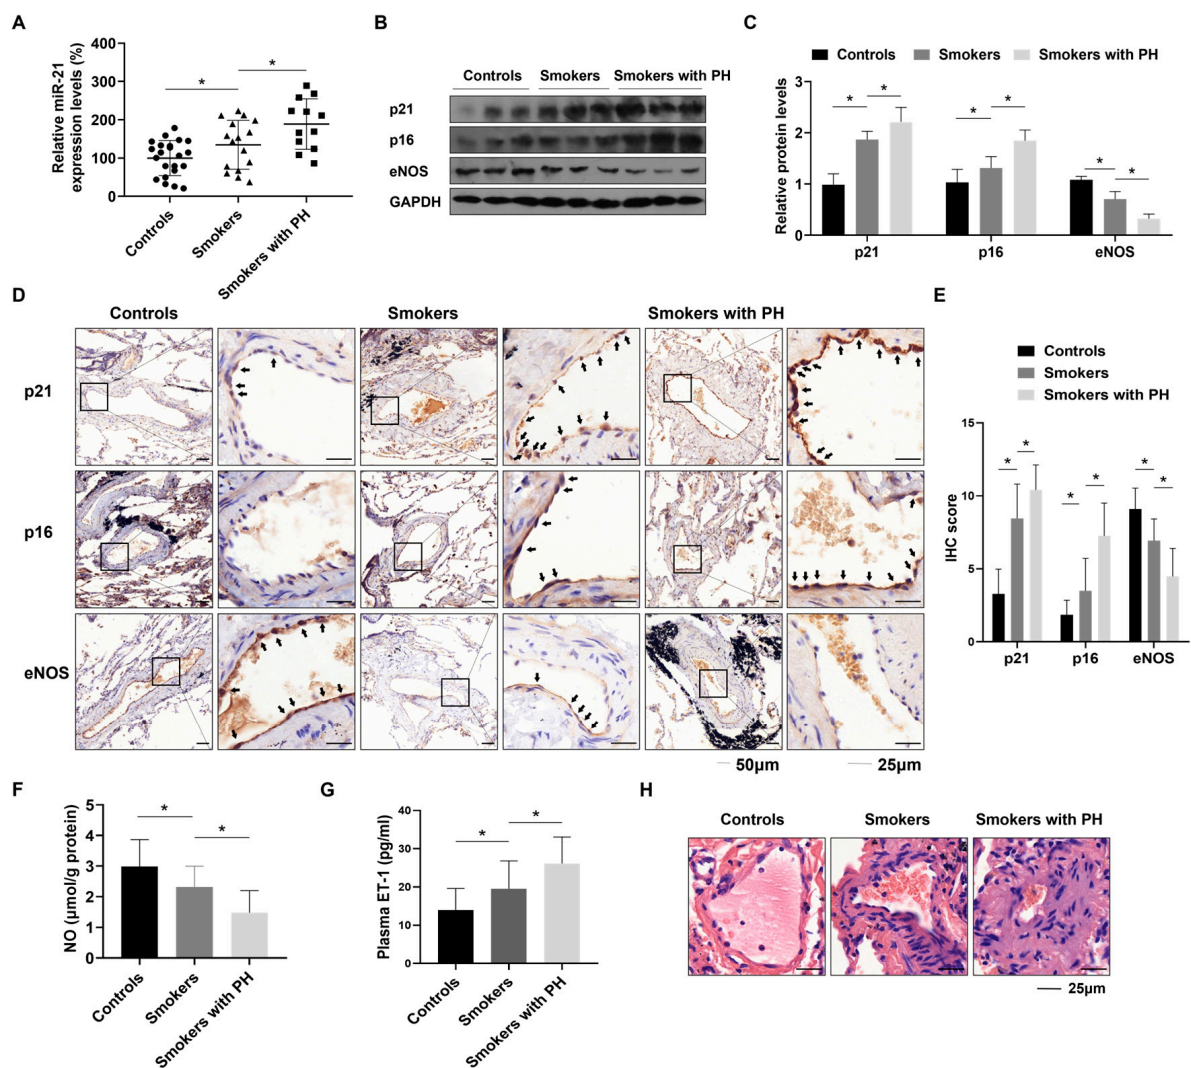 A
Relative miR-21
expression levels (%)
400
300
200
100
0
*
*
Controls
Smokers
Smokers with PH
B
Controls Smokers Smokers with PH
p21
p16
eNOS
GAPDH
C
Controls Smokers Smokers with PH
Relative protein levels
3
2
1
0
* *
* *
* *
p21 p16 eNOS
D
Controls Smokers Smokers with PH
p21
p16
eNOS
50μm 25μm
E
Controls
Smokers
Smokers with PH
IHC score
15
10
5
0
* *
* *
* *
p21 p16 eNOS
F
NO (μmol/g protein)
5
4
3
2
1
0
*
*
Controls
Smokers
Smokers with PH
G
Plasma ET-1 (pg/ml)
40
30
20
10
0
*
*
Controls
Smokers
Smokers with PH
H
Controls Smokers Smokers with PH
25μm